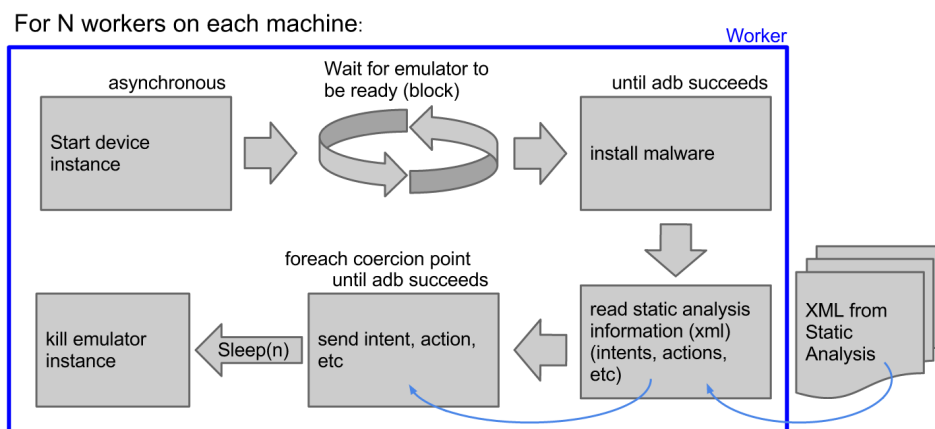 For N workers on each machine:
Worker
asynchronous
Wait for emulator to
be ready (block)
until adb succeeds
Start device
instance
install malware
foreach coercion point
until adb succeeds
kill emulator
instance
Sleep(n)
send intent, action,
etc
read static analysis
information (xml)
(intents, actions,
etc)
XML from
Static
Analysis